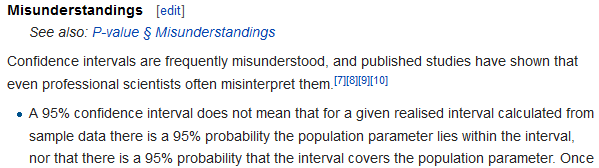 Misunderstandings [edit]
See also: P-value § Misunderstandings
Confidence intervals are frequently misunderstood, and published studies have shown that
even professional scientists often misinterpret them.[7][8][9][10]
• A 95% confidence interval does not mean that for a given realised interval calculated from
sample data there is a 95% probability the population parameter lies within the interval,
nor that there is a 95% probability that the interval covers the population parameter. Once